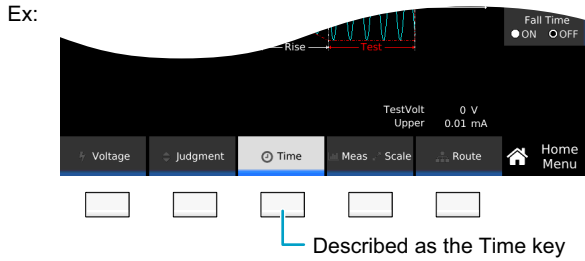 Ex:
Fall Time
ON OFF
Rise
Test
TestVolt 0 V
Upper 0.01 mA
Voltage Judgment Time Meas Scale Route Home Menu
Described as the Time key